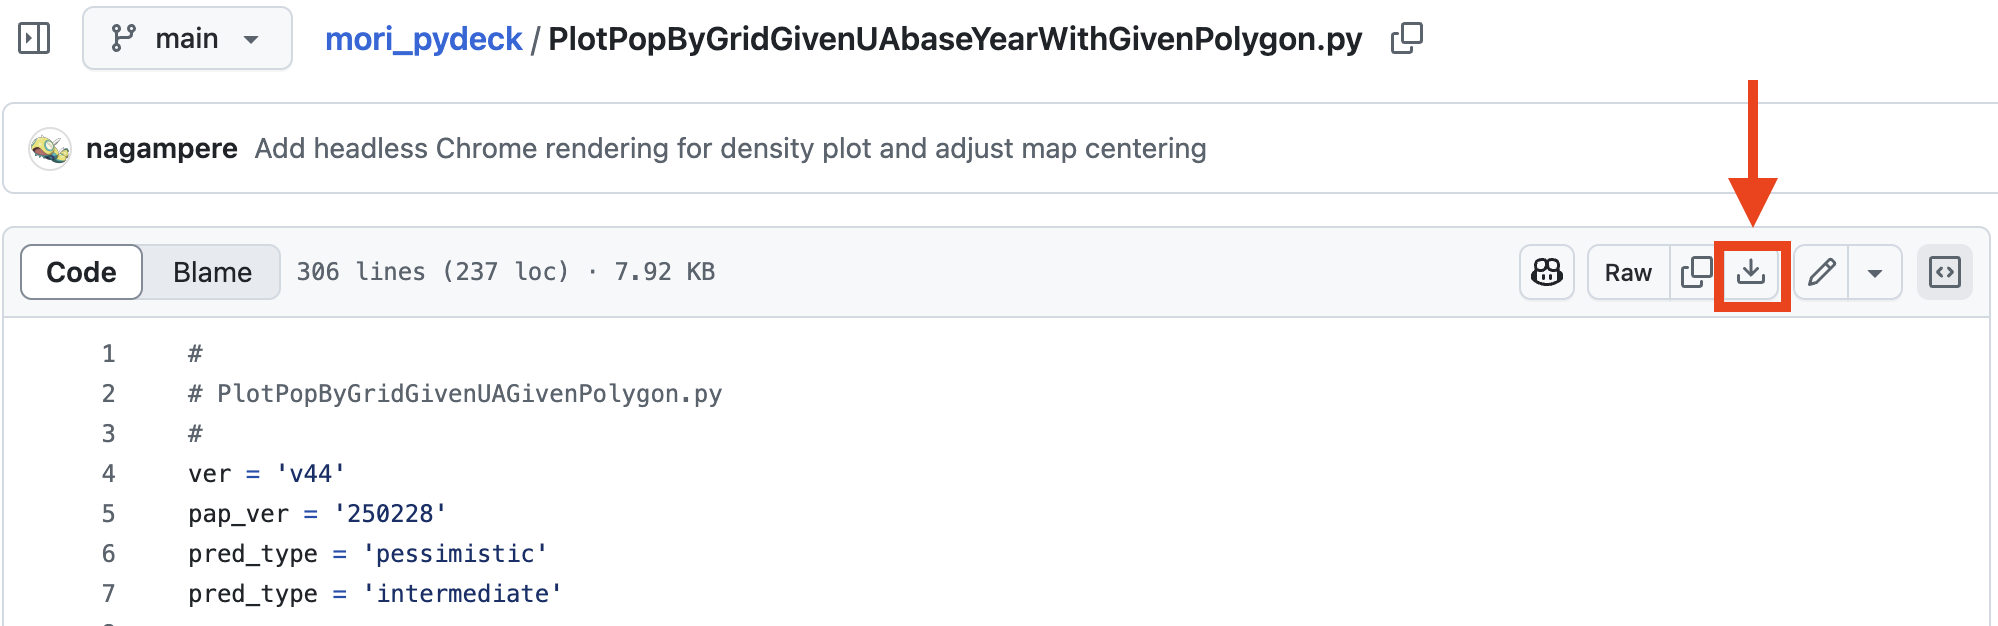 main
mori_pydeck / PlotPopByGridGivenUAbaseYearWithGivenPolygon.py
nagampere Add headless Chrome rendering for density plot and adjust map centering
Code Blame 306 lines (237 loc) · 7.92 KB Raw
1 #
2 # PlotPopByGridGivenUAGivenPolygon.py
3 #
4 ver = 'v44'
5 pap_ver = '250228'
6 pred_type = 'pessimistic'
7 pred_type = 'intermediate'